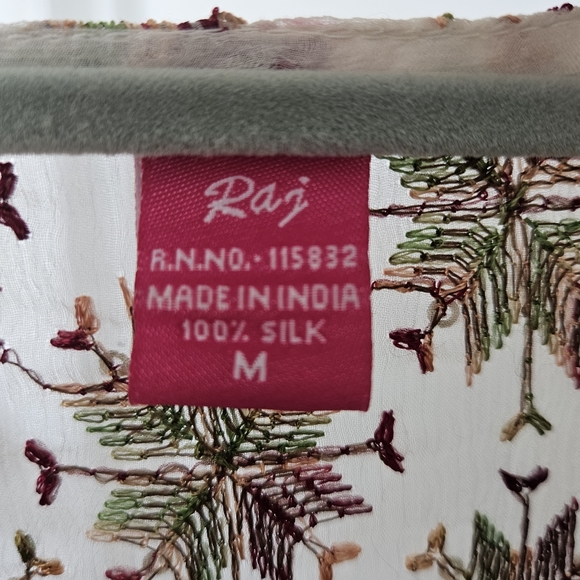 Raj
R.N.NO.-115832
MADE IN INDIA
100% SILK
M